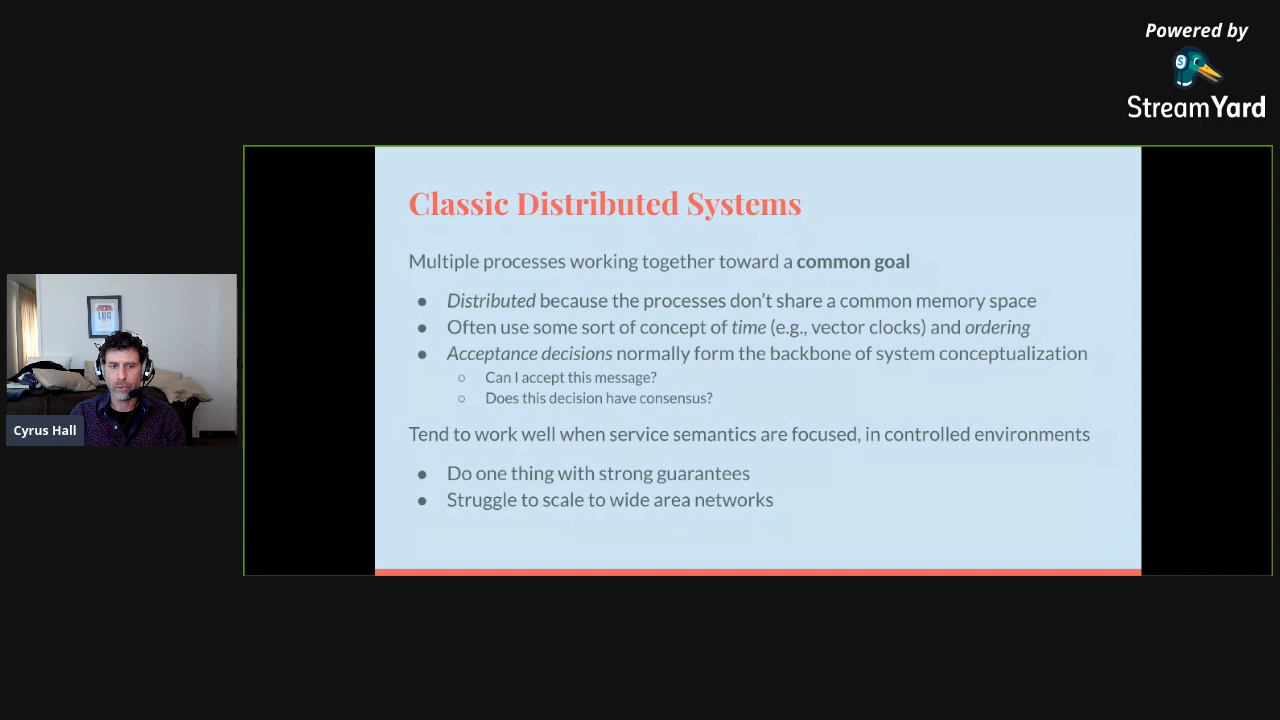 Powered by
StreamYard
Classic Distributed Systems
Multiple processes working together toward a common goal
● Distributed because the processes don’t share a common memory space
● Often use some sort of concept of time (e.g., vector clocks) and ordering
● Acceptance decisions normally form the backbone of system conceptualization
○ Can I accept this message?
○ Does this decision have consensus?
Tend to work well when service semantics are focused, in controlled environments
● Do one thing with strong guarantees
● Struggle to scale to wide area networks
LUG
Cyrus Hall